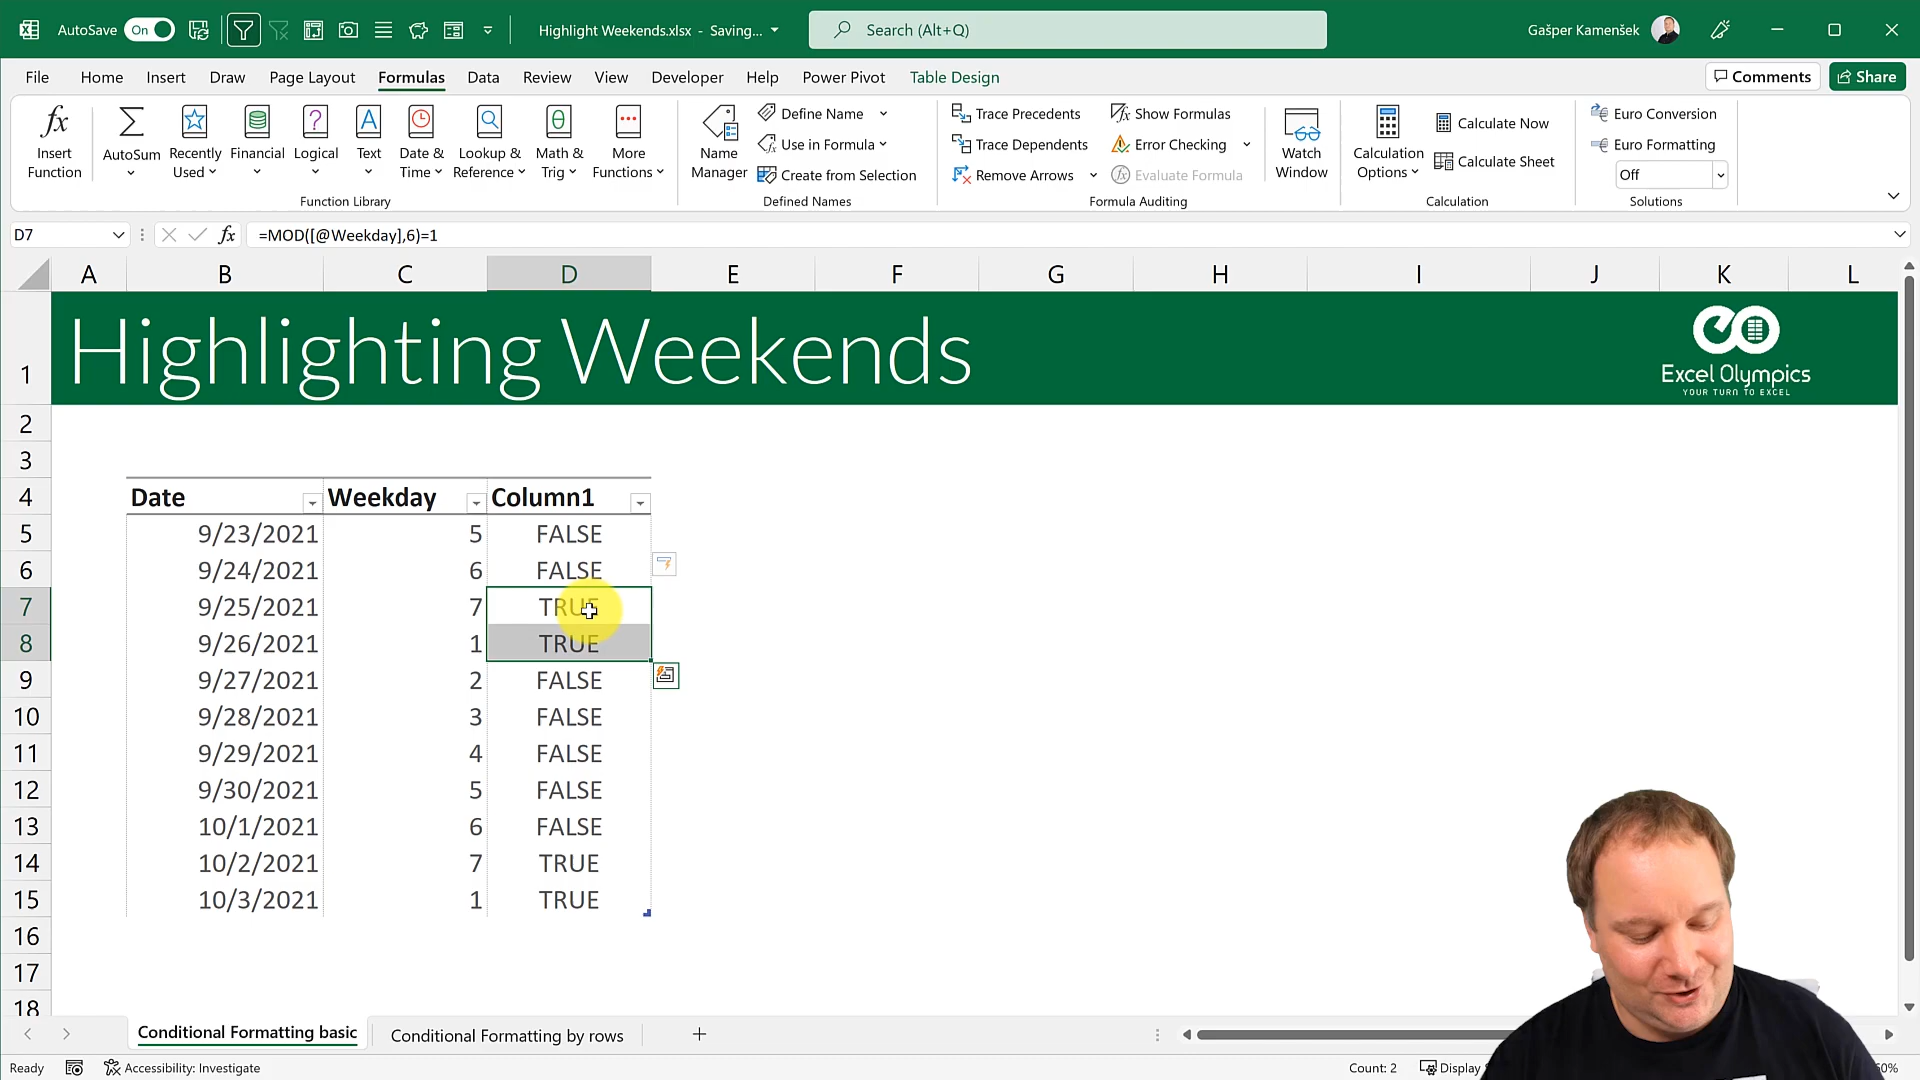 AutoSave On Highlight Weekends.xlsx - Saving... Search (Alt+Q) Gašper Kamenšek
File Home Insert Draw Page Layout Formulas Data Review View Developer Help Power Pivot Table Design Comments Share
Insert Function
AutoSum
Recently Used
Financial
Logical
Text
Date & Time
Lookup & Reference
Math & Trig
More Functions
Function Library
Name Manager
Define Name
Use in Formula
Create from Selection
Defined Names
Trace Precedents
Trace Dependents
Remove Arrows
Show Formulas
Error Checking
Evaluate Formula
Formula Auditing
Watch Window
Calculation Options
Calculate Now
Calculate Sheet
Calculation
Euro Conversion
Euro Formatting
Off
Solutions
D7 fx =MOD([@Weekday],6)=1
A B C D E F G H I J K L
1 Highlighting Weekends
Excel Olympics
YOUR TURN TO EXCEL
2
3
4 Date Weekday Column1
5 9/23/2021 5 FALSE
6 9/24/2021 6 FALSE
7 9/25/2021 7 TRUE
8 9/26/2021 1 TRUE
9 9/27/2021 2 FALSE
10 9/28/2021 3 FALSE
11 9/29/2021 4 FALSE
12 9/30/2021 5 FALSE
13 10/1/2021 6 FALSE
14 10/2/2021 7 TRUE
15 10/3/2021 1 TRUE
16
17
18
Conditional Formatting basic Conditional Formatting by rows
Ready Accessibility: Investigate Count: 2 Display